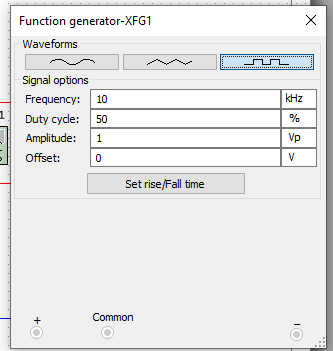 Function generator-XFG1
Waveforms
Signal options
Frequency: 10 kHz
Duty cycle: 50 %
Amplitude: 1 Vp
Offset: 0 V
Set rise/Fall time
+ Common −
1